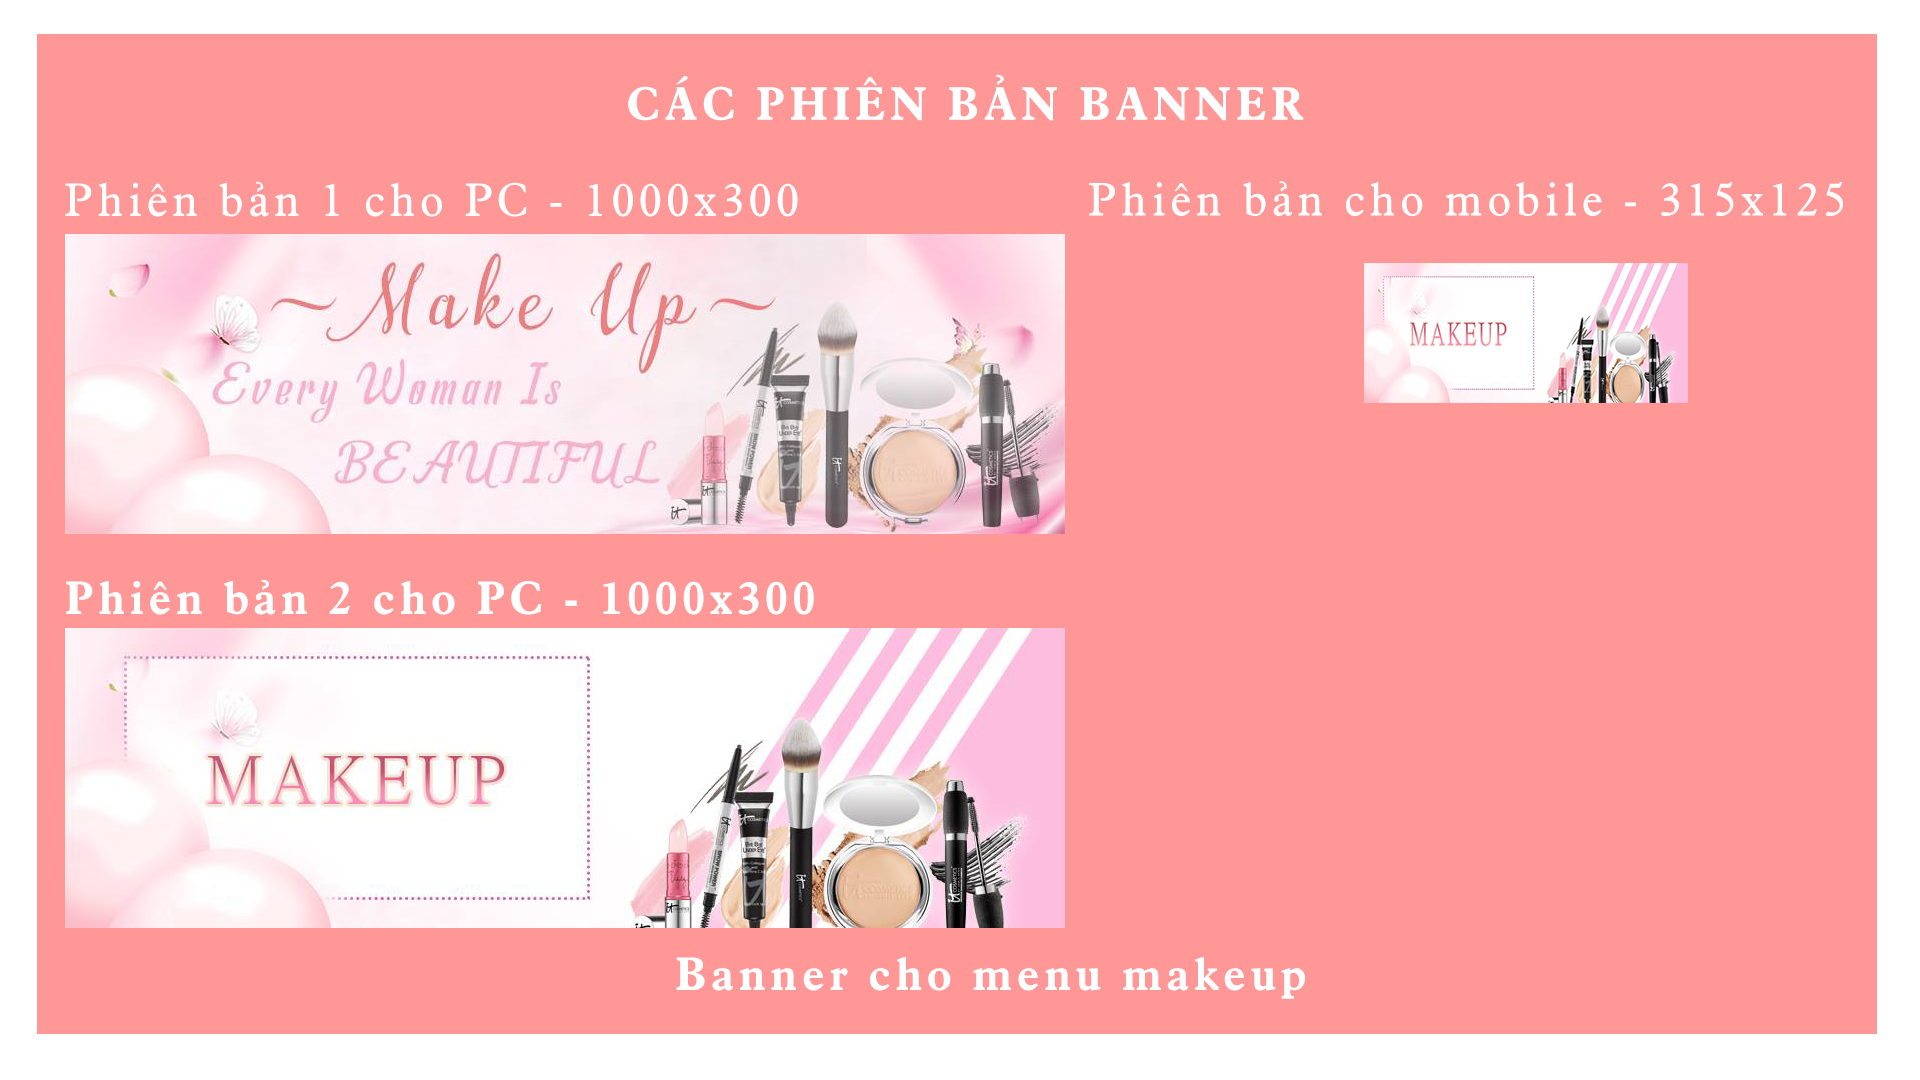 CÁC PHIÊN BẢN BANNER
Phiên bản 1 cho PC - 1000x300
~Make Up~
Every Woman Is
BEAUTIFUL
Phiên bản cho mobile - 315x125
MAKEUP
Phiên bản 2 cho PC - 1000x300
MAKEUP
Banner cho menu makeup